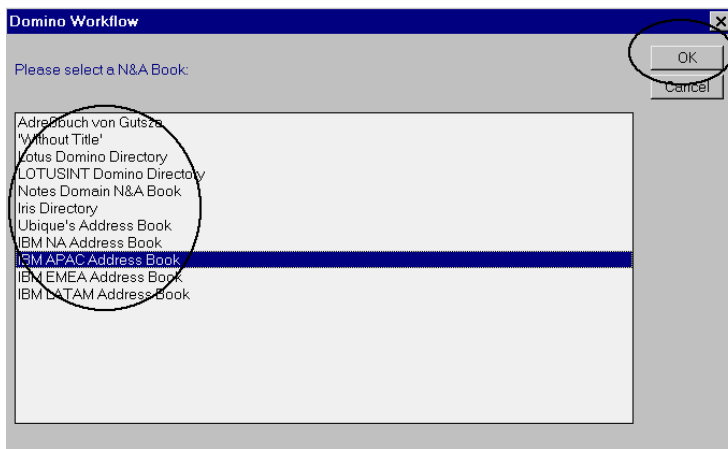 Domino Workflow
Please select a N&A Book:
OK
Cancel
Adreßbuch von Gutsze
'Without Title'
Lotus Domino Directory
LOTUSINT Domino Directory
Notes Domain N&A Book
Iris Directory
Ubique's Address Book
IBM NA Address Book
IBM APAC Address Book
IBM EMEA Address Book
IBM LATAM Address Book